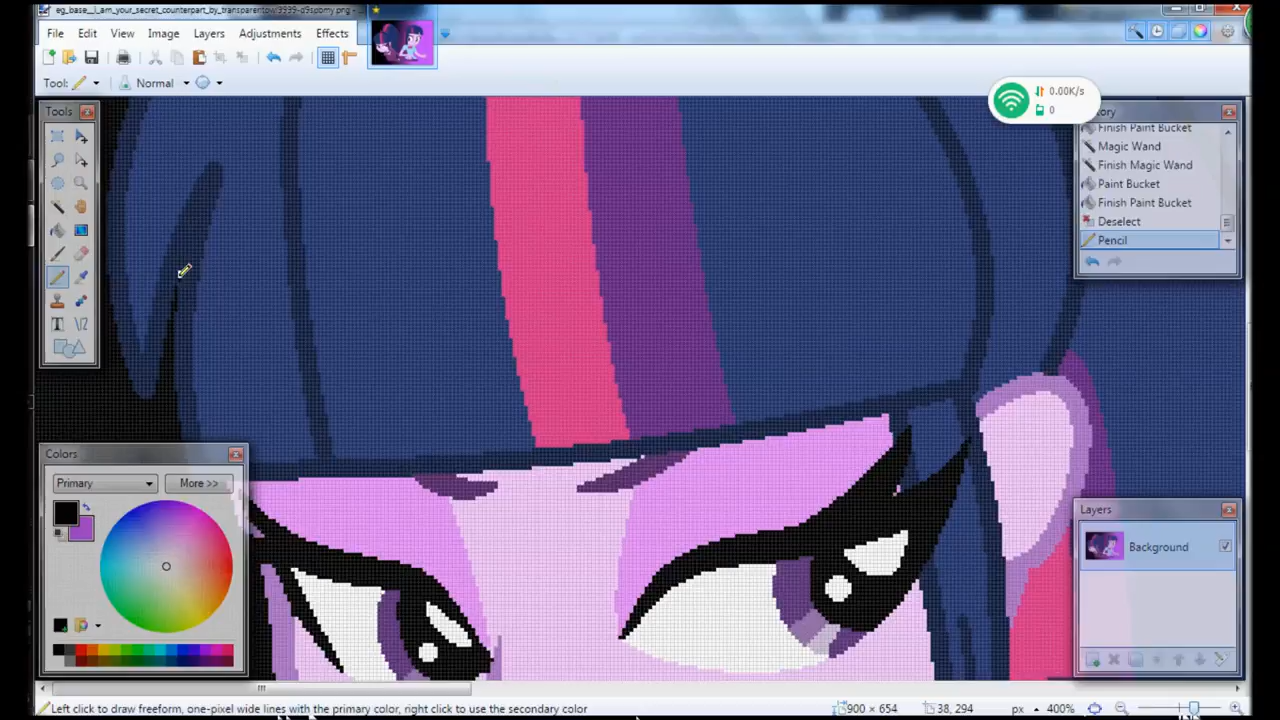 File Edit View Image Layers Adjustments Effects
Tool: Normal
0.00K/s
0
Tools
Finish Paint Bucket
Magic Wand
Finish Magic Wand
Paint Bucket
Finish Paint Bucket
Deselect
Pencil
Colors
Primary More >>
Layers
Background
Left click to draw freeform, one-pixel wide lines with the primary color, right click to use the secondary color 900 × 654 38, 294 px 400%